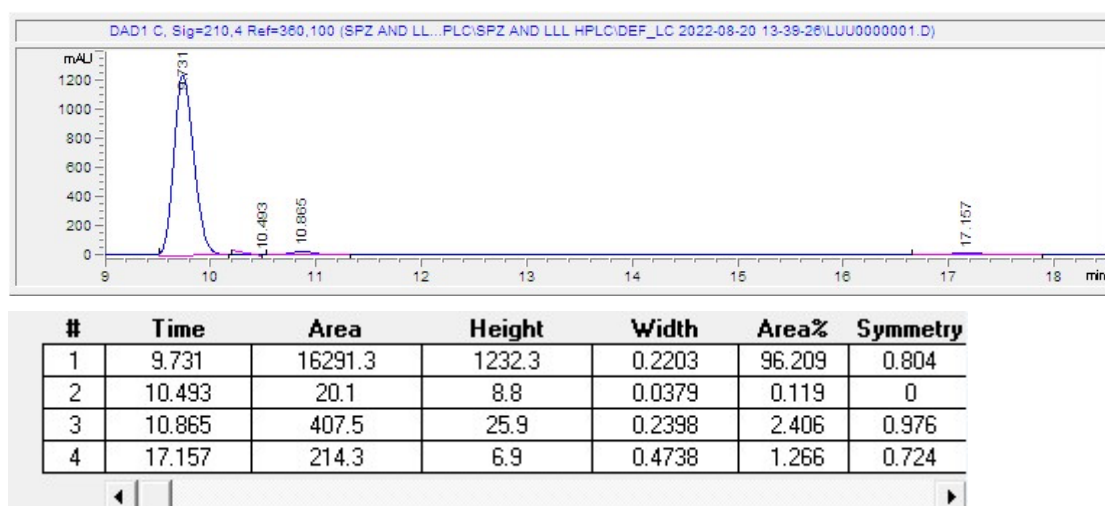 DAD1 C, Sig=210,4 Ref=360,100 (SPZ AND LL...PLC\SPZ AND LLL HPLC\DEF_LC 2022-08-20 13-39-26\LUU0000001.D)
mAU
1200
1000
800
600
400
200
0
9.731
10.493
10.865
17.157
9 10 11 12 13 14 15 16 17 18 min
# Time Area Height Width Area% Symmetry
1 9.731 16291.3 1232.3 0.2203 96.209 0.804
2 10.493 20.1 8.8 0.0379 0.119 0
3 10.865 407.5 25.9 0.2398 2.406 0.976
4 17.157 214.3 6.9 0.4738 1.266 0.724